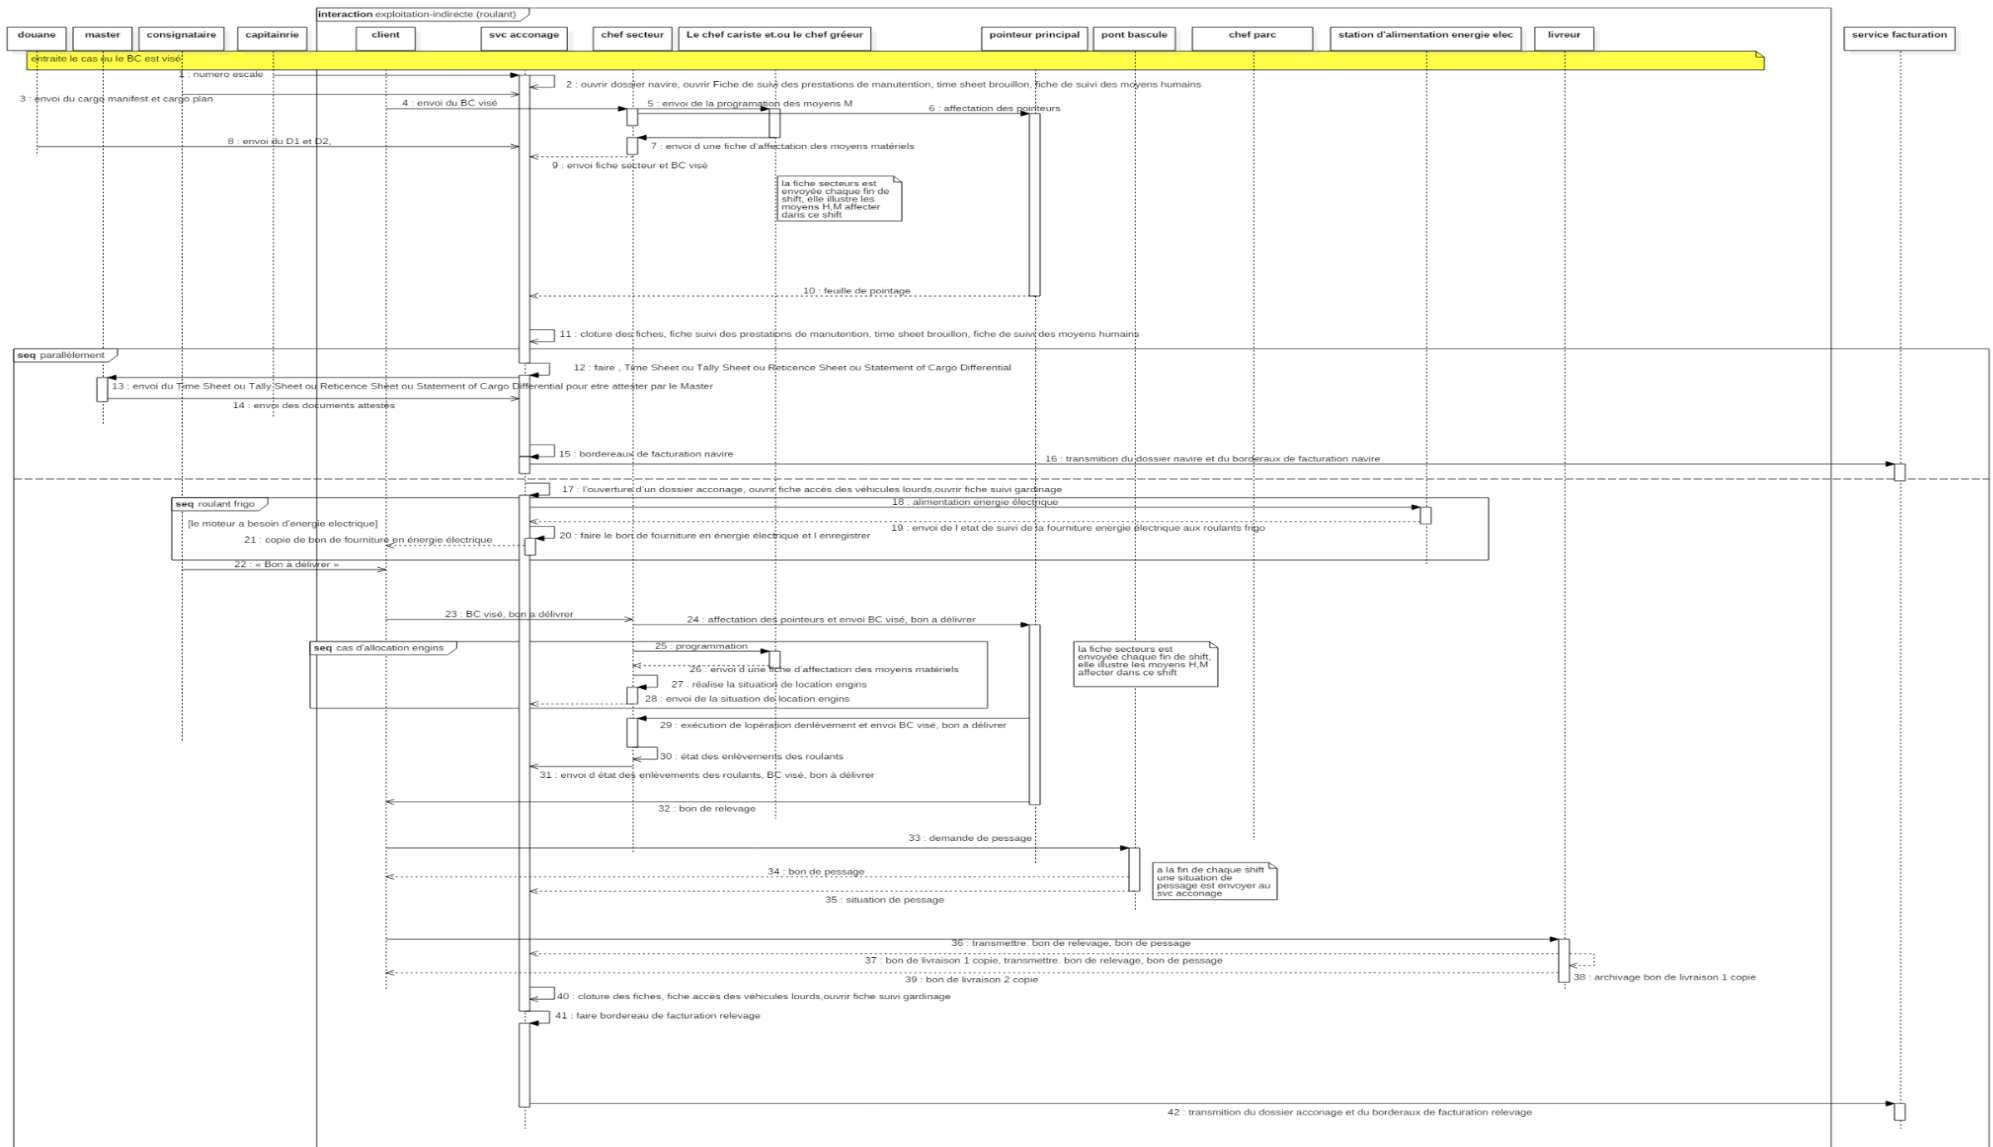 interaction exploitation-indirecte (roulant)
douane
master
consignataire
capitainrie
client
svc acconage
chef secteur
Le chef cariste et.ou le chef gréeur
pointeur principal
pont bascule
chef parc
station d'alimentation energie elec
livreur
service facturation
entraite le cas ou le BC est visé
1 : numero escale
2 : ouvrir dossier navire, ouvrir Fiche de suivi des prestations de manutention, time sheet brouillon, fiche de suivi des moyens humains
3 : envoi du cargo manifest et cargo plan
4 : envoi du BC visé
5 : envoi de la programation des moyens M
6 : affectation des pointeurs
7 : envoi d une fiche d'affectation des moyens matériels
8 : envoi du D1 et D2,
9 : envoi fiche secteur et BC visé
la fiche secteurs est
envoyée chaque fin de
shift, elle illustre les
moyens H,M affecter
dans ce shift
10 : feuille de pointage
11 : cloture des fiches, fiche suivi des prestations de manutention, time sheet brouillon, fiche de suivi des moyens humains
seq parallèlement
12 : faire , Time Sheet ou Tally Sheet ou Reticence Sheet ou Statement of Cargo Differential
13 : envoi du Time Sheet ou Tally Sheet ou Reticence Sheet ou Statement of Cargo Differential pour etre attester par le Master
14 : envoi des documents attestés
15 : bordereaux de facturation navire
16 : transmition du dossier navire et du borderaux de facturation navire
17 : l'ouverture d'un dossier acconage, ouvrir fiche accès des véhicules lourds,ouvrir fiche suivi gardinage
seq roulant frigo
18 : alimentation energie électrique
[le moteur a besoin d'energie electrique]
19 : envoi de l etat de suivi de la fourniture energie électrique aux roulants frigo
20 : faire le bon de fourniture en énergie électrique et l enregistrer
21 : copie de bon de fourniture en énergie électrique
22 : « Bon à délivrer »
23 : BC visé, bon a délivrer
24 : affectation des pointeurs et envoi BC visé, bon a délivrer
seq cas d'allocation engins
25 : programmation
26 : envoi d une fiche d'affectation des moyens matériels
27 : réalise la situation de location engins
28 : envoi de la situation de location engins
la fiche secteurs est
envoyée chaque fin de shift,
elle illustre les moyens H,M
affecter dans ce shift
29 : exécution de lopération denlèvement et envoi BC visé, bon a délivrer
30 : état des enlèvements des roulants
31 : envoi d état des enlèvements des roulants, BC visé, bon à délivrer
32 : bon de relevage
33 : demande de pessage
34 : bon de pessage
35 : situation de pessage
a la fin de chaque shift
une situation de
pessage est envoyer au
svc acconage
36 : transmettre. bon de relevage, bon de pessage
37 : bon de livraison 1 copie, transmettre. bon de relevage, bon de pessage
38 : archivage bon de livraison 1 copie
39 : bon de livraison 2 copie
40 : cloture des fiches, fiche accès des véhicules lourds,ouvrir fiche suivi gardinage
41 : faire bordereau de facturation relevage
42 : transmition du dossier acconage et du borderaux de facturation relevage